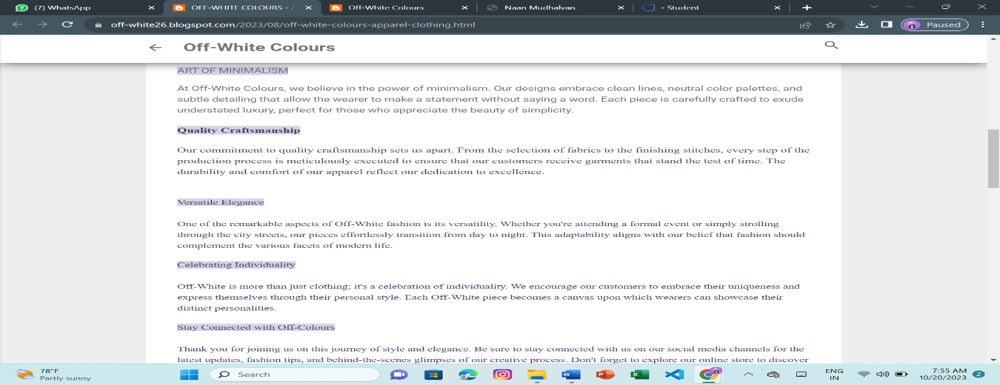 (7) WhatsApp
OFF-WHITE COLOURS - A
Off-White Colours
Naan Mudhalvan
- Student
off-white26.blogspot.com/2023/08/off-white-colours-apparel-clothing.html
Paused
Off-White Colours
ART OF MINIMALISM
At Off-White Colours, we believe in the power of minimalism. Our designs embrace clean lines, neutral color palettes, and
subtle detailing that allow the wearer to make a statement without saying a word. Each piece is carefully crafted to exude
understated luxury, perfect for those who appreciate the beauty of simplicity.
Quality Craftsmanship
Our commitment to quality craftsmanship sets us apart. From the selection of fabrics to the finishing stitches, every step of the
production process is meticulously executed to ensure that our customers receive garments that stand the test of time. The
durability and comfort of our apparel reflect our dedication to excellence.
Versatile Elegance
One of the remarkable aspects of Off-White fashion is its versatility. Whether you're attending a formal event or simply strolling
through the city streets, our pieces effortlessly transition from day to night. This adaptability aligns with our belief that fashion should
complement the various facets of modern life.
Celebrating Individuality
Off-White is more than just clothing; it's a celebration of individuality. We encourage our customers to embrace their uniqueness and
express themselves through their personal style. Each Off-White piece becomes a canvas upon which wearers can showcase their
distinct personalities.
Stay Connected with Off-Colours
Thank you for joining us on this journey of style and elegance. Be sure to stay connected with us on our social media channels for the
latest updates, fashion tips, and behind-the-scenes glimpses of our creative process. Don't forget to explore our online store to discover
78°F
Partly sunny
Search
ENG
IN
7:55 AM
10/20/2023
2